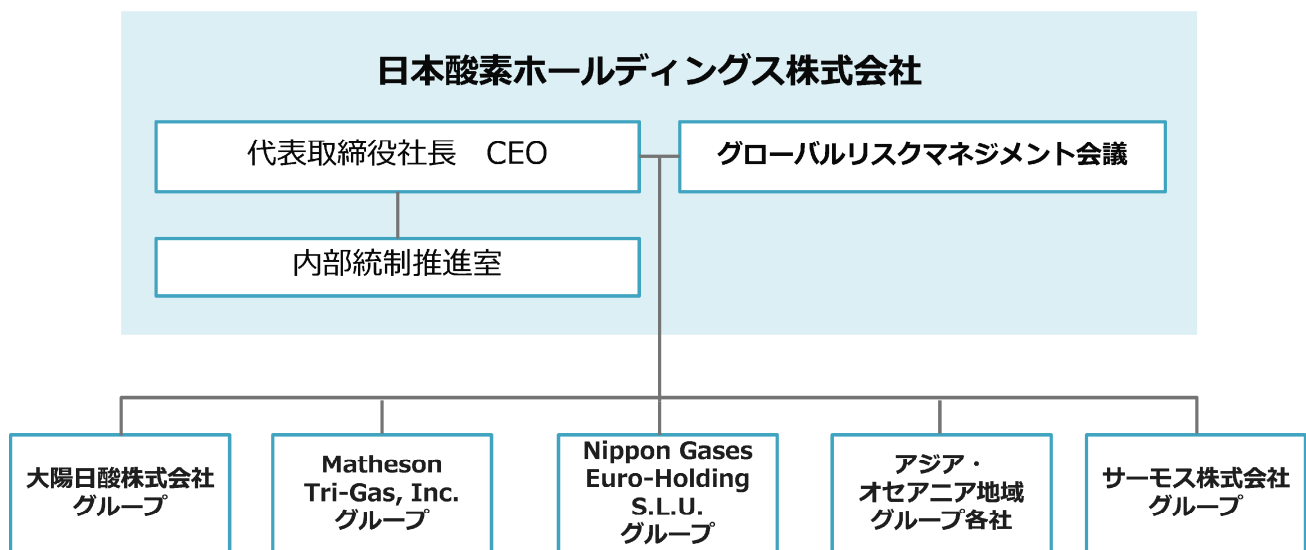 日本酸素ホールディングス株式会社
代表取締役社長　CEO
グローバルリスクマネジメント会議
内部統制推進室
大陽日酸株式会社
グループ
Matheson
Tri-Gas, Inc.
グループ
Nippon Gases
Euro-Holding
S.L.U.
グループ
アジア・
オセアニア地域
グループ各社
サーモス株式会社
グループ